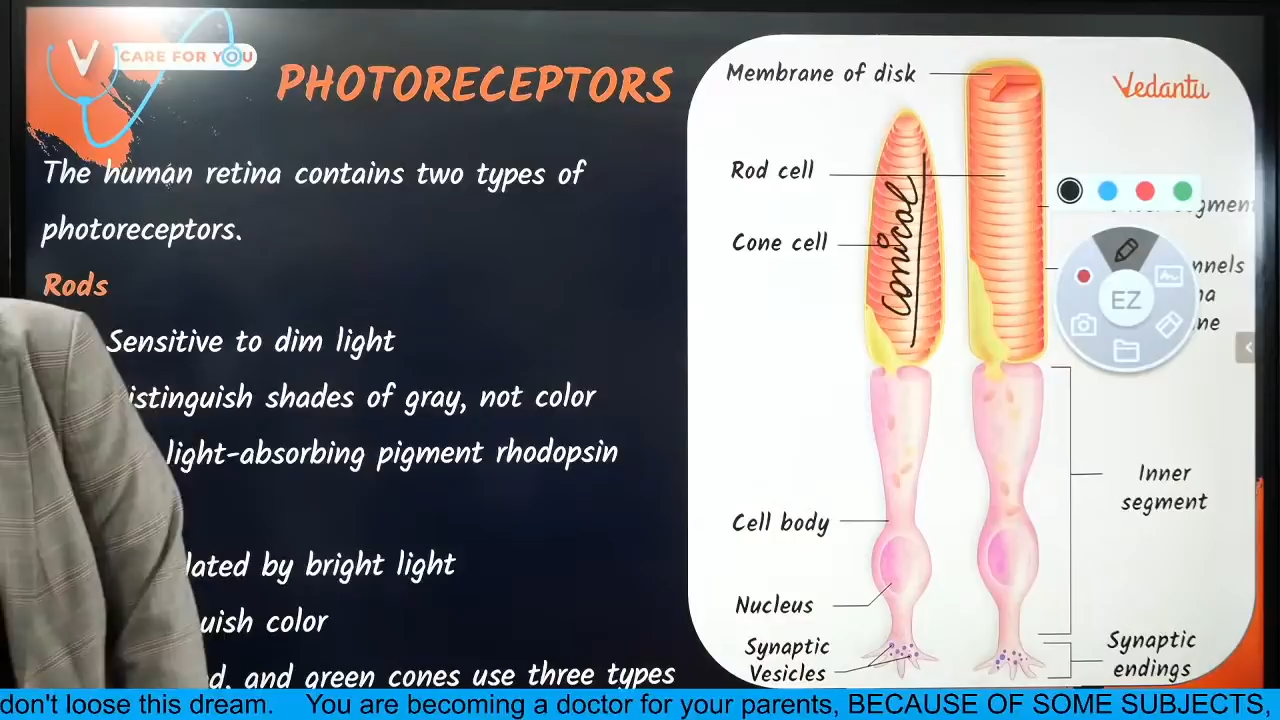 V
CARE FOR YOU
PHOTORECEPTORS
The human retina contains two types of
photoreceptors.
Rods
Sensitive to dim light
istinguish shades of gray, not color
light-absorbing pigment rhodopsin
lated by bright light
uish color
d, and green cones use three types
Vedantu
Membrane of disk
Rod cell
Cone cell
conical
EZ
nnels
Cell body
Nucleus
Synaptic
Vesicles
Inner
segment
Synaptic
endings
don't loose this dream. You are becoming a doctor for your parents, BECAUSE OF SOME SUBJECTS,